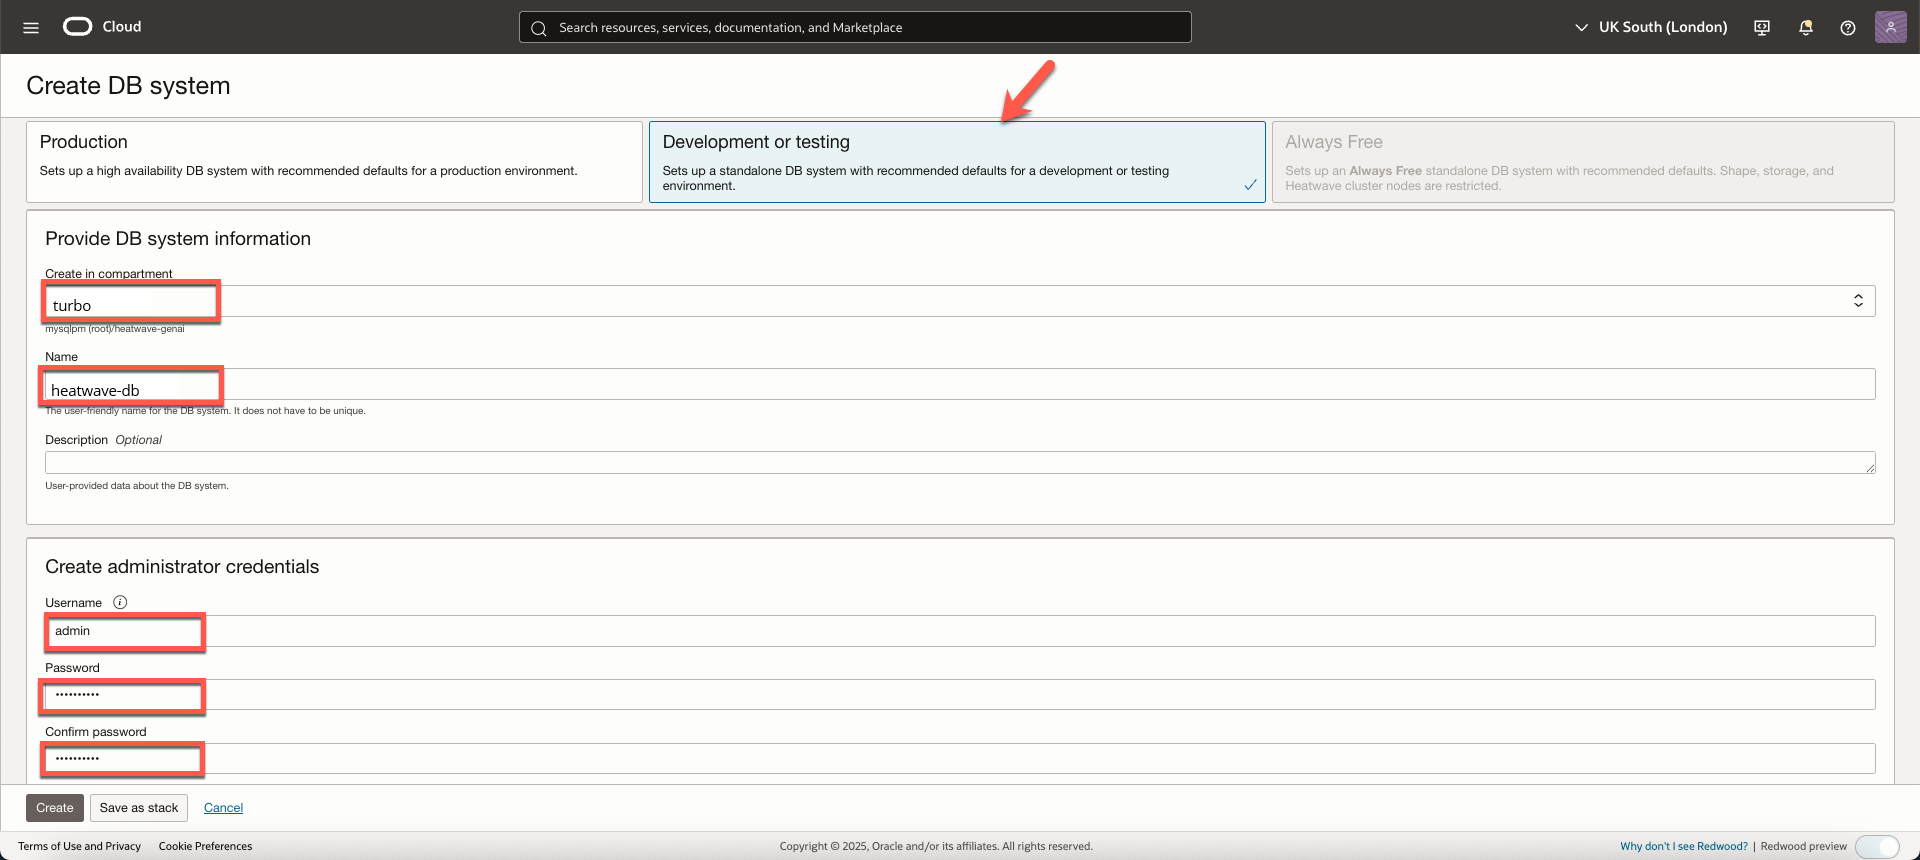 Cloud
Search resources, services, documentation, and Marketplace
UK South (London)
Create DB system
Production
Sets up a high availability DB system with recommended defaults for a production environment.
Development or testing
Sets up a standalone DB system with recommended defaults for a development or testing
environment.
Always Free
Sets up an Always Free standalone DB system with recommended defaults. Shape, storage, and
Heatwave cluster nodes are restricted.
Provide DB system information
Create in compartment
turbo
mysqlpm (root)/heatwave-genai
Name
heatwave-db
The user-friendly name for the DB system. It does not have to be unique.
Description Optional
User-provided data about the DB system.
Create administrator credentials
Username
admin
Password
••••••••••
Confirm password
••••••••••
Create
Save as stack
Cancel
Terms of Use and Privacy
Cookie Preferences
Copyright © 2025, Oracle and/or its affiliates. All rights reserved.
Why don't I see Redwood? | Redwood preview